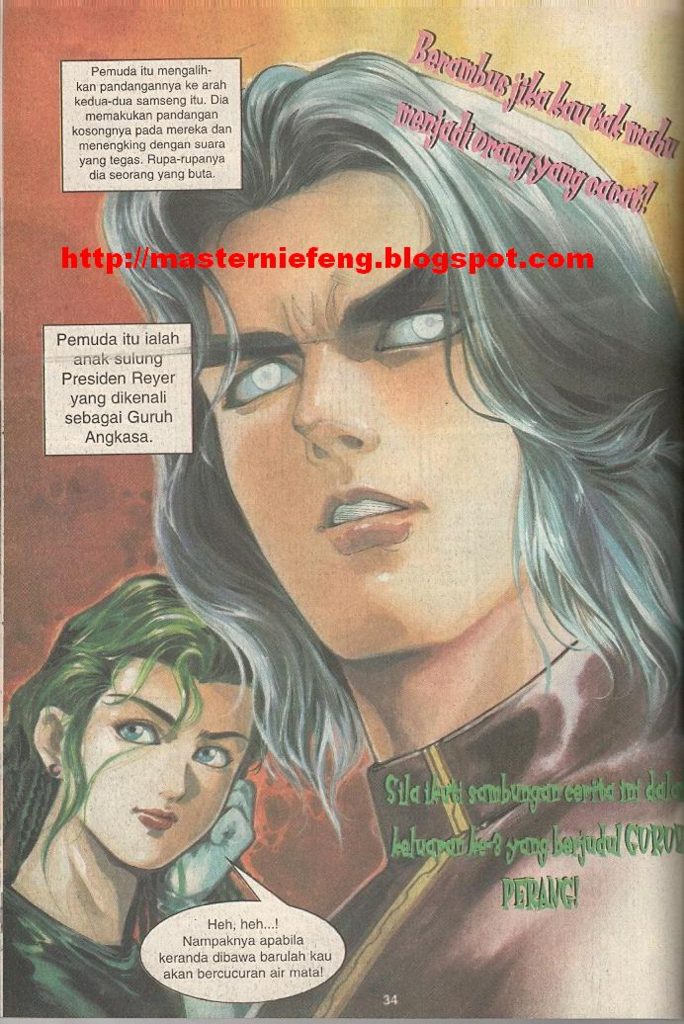 Berambus jika kau tak mahu
menjadi orang yang cacat!
Pemuda itu mengalih-
kan pandangannya ke arah
kedua-dua samseng itu. Dia
memakukan pandangan
kosongnya pada mereka dan
menengking dengan suara
yang tegas. Rupa-rupanya
dia seorang yang buta.
http://masterniefeng.blogspot.com
Pemuda itu ialah
anak sulung
Presiden Reyer
yang dikenali
sebagai Guruh
Angkasa.
Sila ikuti sambungan cerita ini dalam
keluaran ke-3 yang berjudul GURUH
PERANG!
Heh, heh...!
Nampaknya apabila
keranda dibawa barulah kau
akan bercucuran air mata!
34